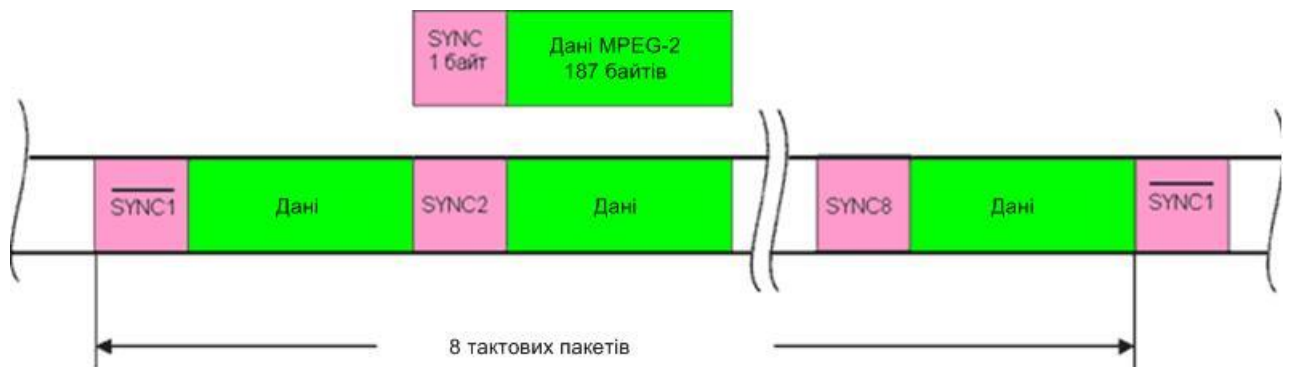 SYNC
1 байт
Дані MPEG-2
187 байтів
SYNC1
Дані
SYNC2
Дані
SYNC8
Дані
SYNC1
8 тактових пакетів